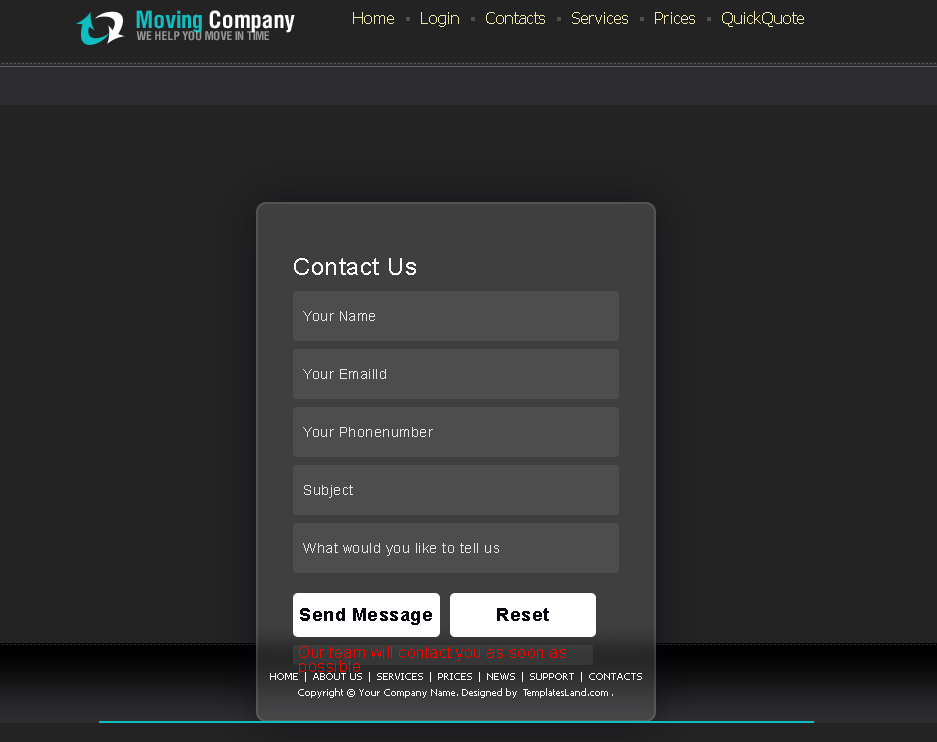 Moving Company
WE HELP YOU MOVE IN TIME
Home Login Contacts Services Prices QuickQuote
Contact Us
Your Name
Your EmailId
Your Phonenumber
Subject
What would you like to tell us
Send Message Reset
Our team will contact you as soon as
possible
HOME | ABOUT US | SERVICES | PRICES | NEWS | SUPPORT | CONTACTS
Copyright © Your Company Name. Designed by TemplatesLand.com .